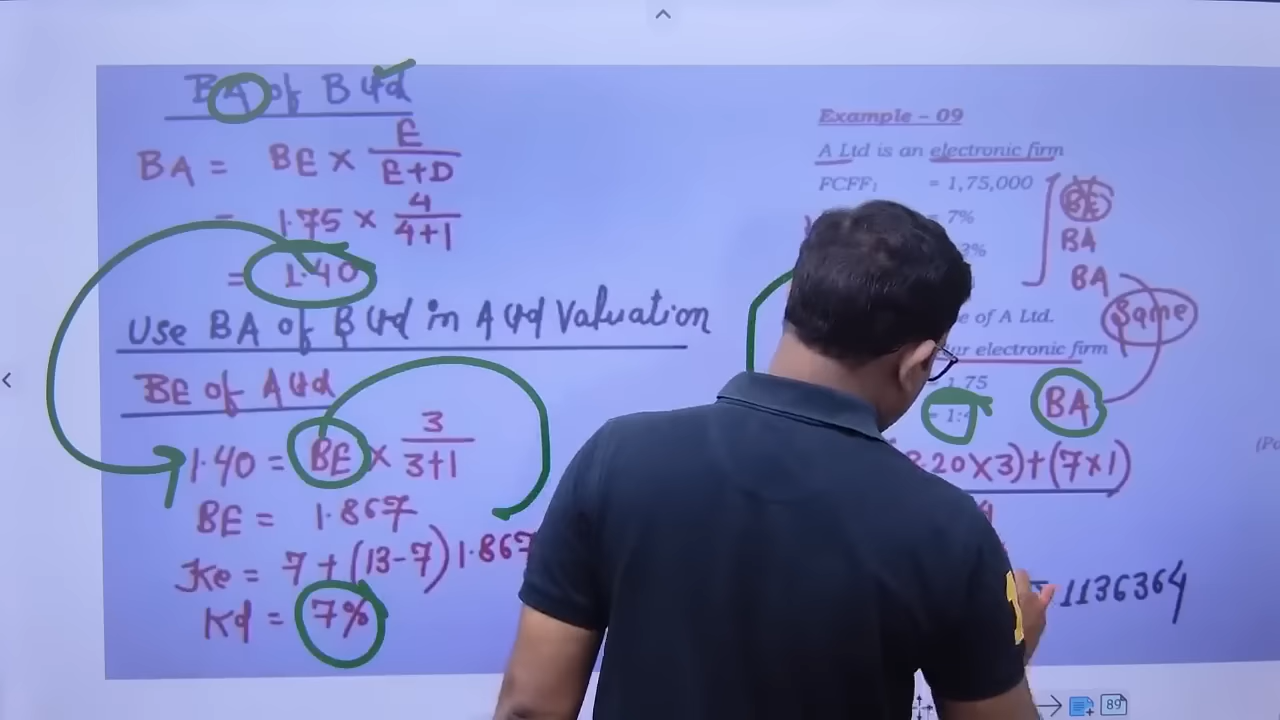 BA of B Ltd
BA = BE × E
E+D
= 1.75 × 4
4+1
= 1.40
Use BA of B Ltd in A Ltd Valuation
BE of A Ltd
1.40 = BE × 3
3+1
BE = 1.867
Ke = 7 + (13-7) 1.867
Kd = 7%
Example – 09
A Ltd is an electronic firm
FCFF₁ = 1,75,000
= 7%
3%
BE
BA
BA
Same
e of A Ltd.
electronic firm
= 1.75
= 1:4
BA
20×3)+(7×1)
= 1136364
89